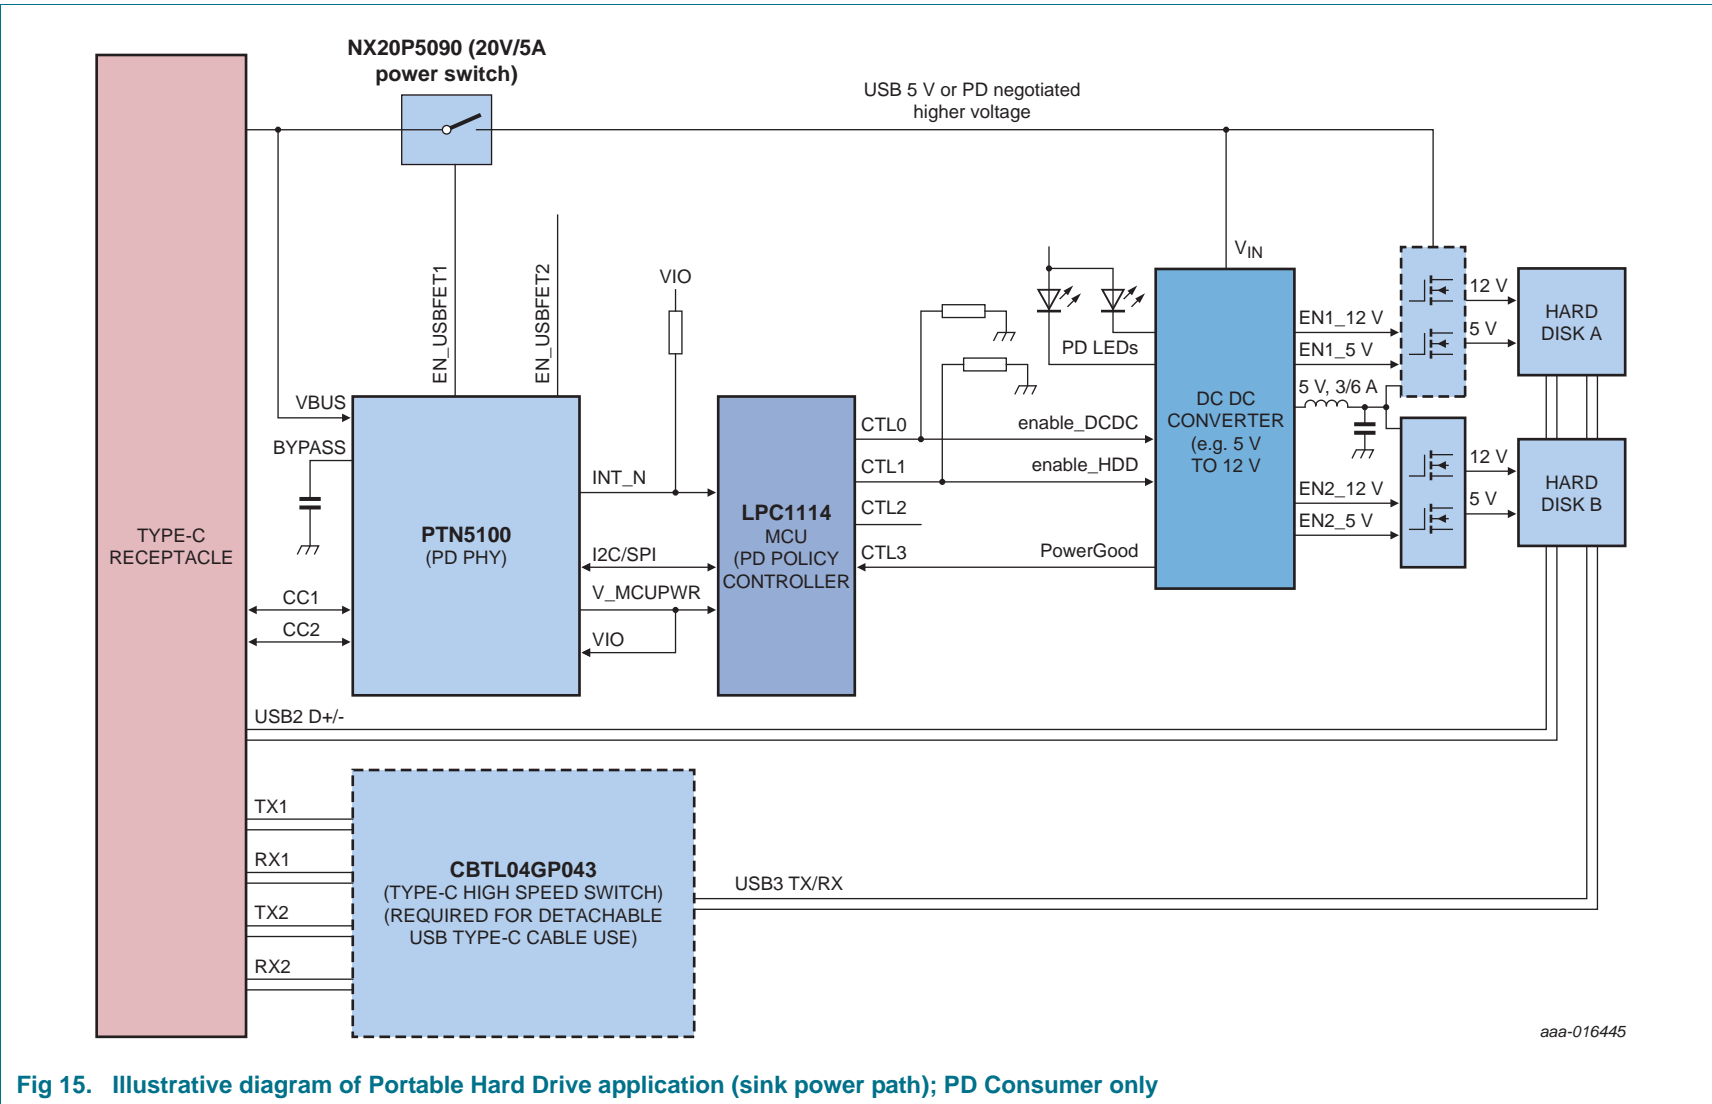 NX20P5090 (20V/5A
power switch)
USB 5 V or PD negotiated
higher voltage
EN_USBFET1
EN_USBFET2
VIO
VIN
VBUS
BYPASS
PTN5100
(PD PHY)
INT_N
I2C/SPI
V_MCUPWR
VIO
CC1
CC2
TYPE-C
RECEPTACLE
LPC1114
MCU
(PD POLICY
CONTROLLER
CTL0
CTL1
CTL2
CTL3
enable_DCDC
enable_HDD
PowerGood
PD LEDs
DC DC
CONVERTER
(e.g. 5 V
TO 12 V
EN1_12 V
EN1_5 V
5 V, 3/6 A
EN2_12 V
EN2_5 V
12 V
5 V
HARD
DISK A
12 V
5 V
HARD
DISK B
USB2 D+/-
TX1
RX1
TX2
RX2
CBTL04GP043
(TYPE-C HIGH SPEED SWITCH)
(REQUIRED FOR DETACHABLE
USB TYPE-C CABLE USE)
USB3 TX/RX
aaa-016445
Fig 15. Illustrative diagram of Portable Hard Drive application (sink power path); PD Consumer only